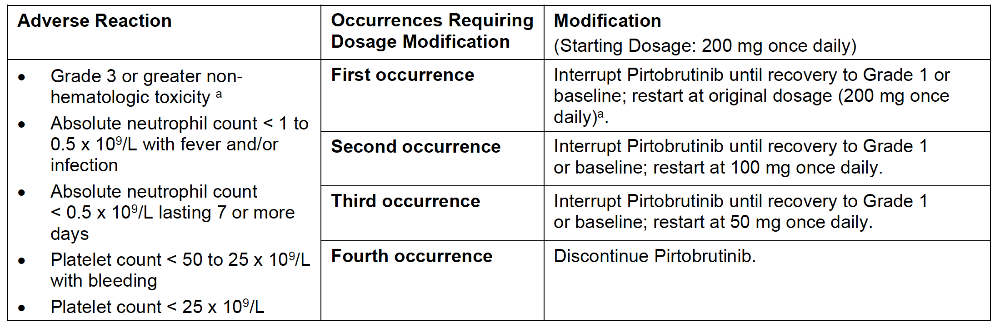 Adverse Reaction
Occurrences Requiring
Dosage Modification
Modification
(Starting Dosage: 200 mg once daily)
• Grade 3 or greater non-
hematologic toxicity ᵃ
• Absolute neutrophil count < 1 to
0.5 x 10⁹/L with fever and/or
infection
• Absolute neutrophil count
< 0.5 x 10⁹/L lasting 7 or more
days
• Platelet count < 50 to 25 x 10⁹/L
with bleeding
• Platelet count < 25 x 10⁹/L
First occurrence
Interrupt Pirtobrutinib until recovery to Grade 1 or
baseline; restart at original dosage (200 mg once
daily)ᵃ.
Second occurrence
Interrupt Pirtobrutinib until recovery to Grade 1
or baseline; restart at 100 mg once daily.
Third occurrence
Interrupt Pirtobrutinib until recovery to Grade 1
or baseline; restart at 50 mg once daily.
Fourth occurrence
Discontinue Pirtobrutinib.